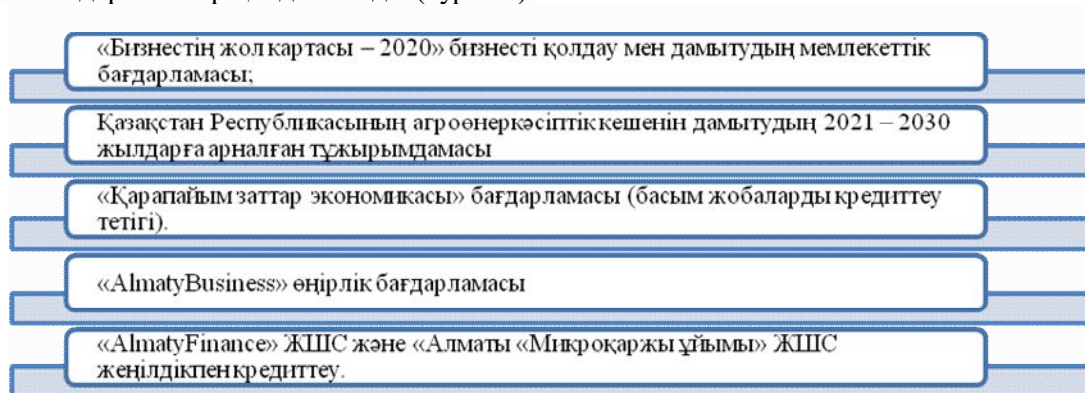 «Бизнестің жол картасы – 2020» бизнесті қолдау мен дамытудың мемлекеттік
бағдарламасы;
Қазақстан Республикасының агроөнеркәсіптік кешенін дамытудың 2021 – 2030
жылдарға арналған тұжырымдамасы
«Қарапайым заттар экономикасы» бағдарламасы (басым жобаларды кредиттеу
тетігі).
«AlmatyBusiness» өңірлік бағдарламасы
«AlmatyFinance» ЖШС және «Алматы «Микроқаржы ұйымы» ЖШС
жеңілдікпен кредиттеу.